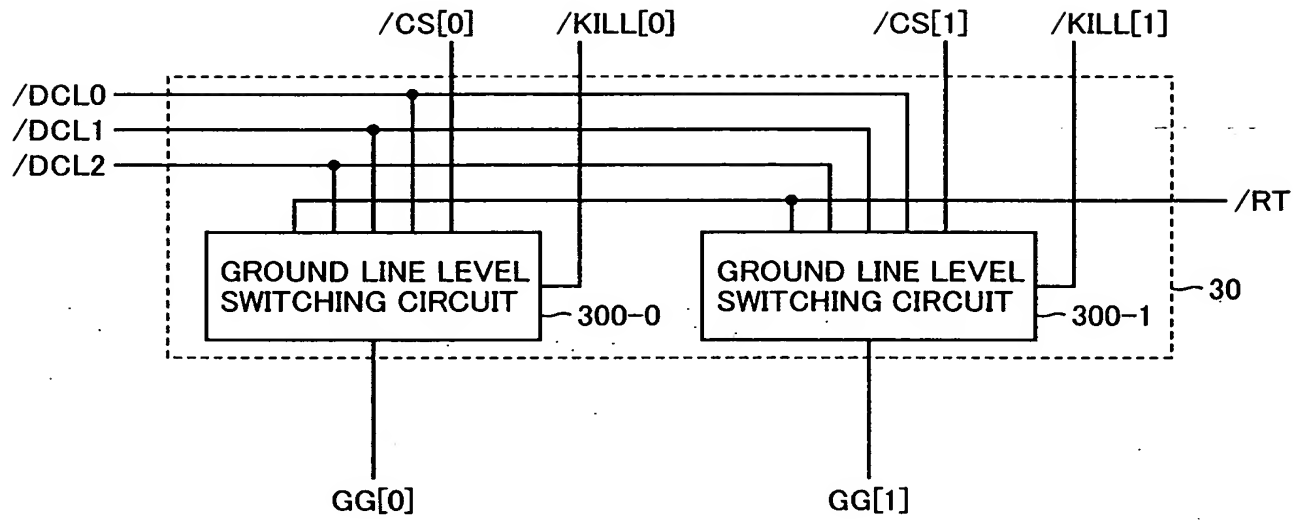 /CS[0]
/KILL[0]
/CS[1]
/KILL[1]
/DCL0
/DCL1
/DCL2
/RT
GROUND LINE LEVEL
SWITCHING CIRCUIT
300-0
GROUND LINE LEVEL
SWITCHING CIRCUIT
300-1
30
GG[0]
GG[1]